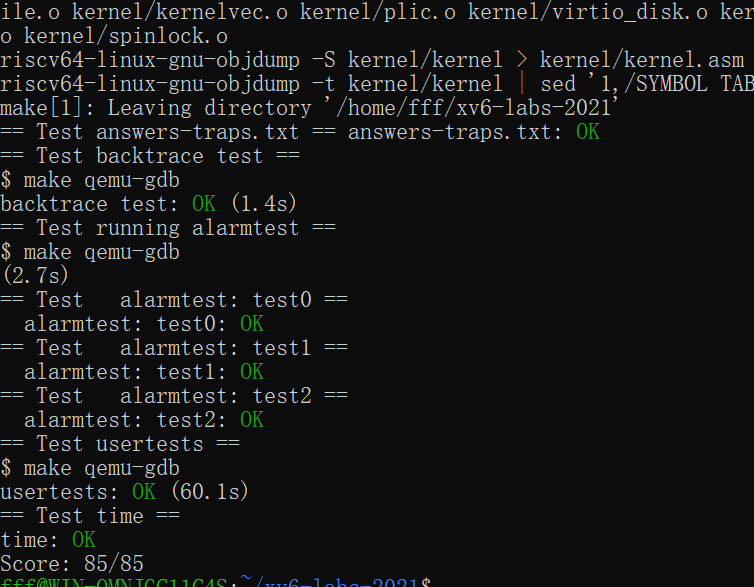 ile.o kernel/kernelvec.o kernel/plic.o kernel/virtio_disk.o ker
o kernel/spinlock.o
riscv64-linux-gnu-objdump -S kernel/kernel > kernel/kernel.asm
riscv64-linux-gnu-objdump -t kernel/kernel | sed '1,/SYMBOL TAB
make[1]: Leaving directory '/home/fff/xv6-labs-2021'
== Test answers-traps.txt == answers-traps.txt: OK
== Test backtrace test ==
$ make qemu-gdb
backtrace test: OK (1.4s)
== Test running alarmtest ==
$ make qemu-gdb
(2.7s)
== Test   alarmtest: test0 ==
  alarmtest: test0: OK
== Test   alarmtest: test1 ==
  alarmtest: test1: OK
== Test   alarmtest: test2 ==
  alarmtest: test2: OK
== Test usertests ==
$ make qemu-gdb
usertests: OK (60.1s)
== Test time ==
time: OK
Score: 85/85